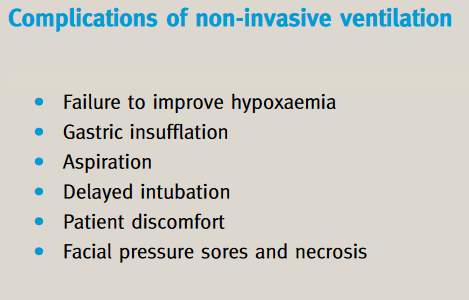 Complications of non-invasive ventilation
• Failure to improve hypoxaemia
• Gastric insufflation
• Aspiration
• Delayed intubation
• Patient discomfort
• Facial pressure sores and necrosis